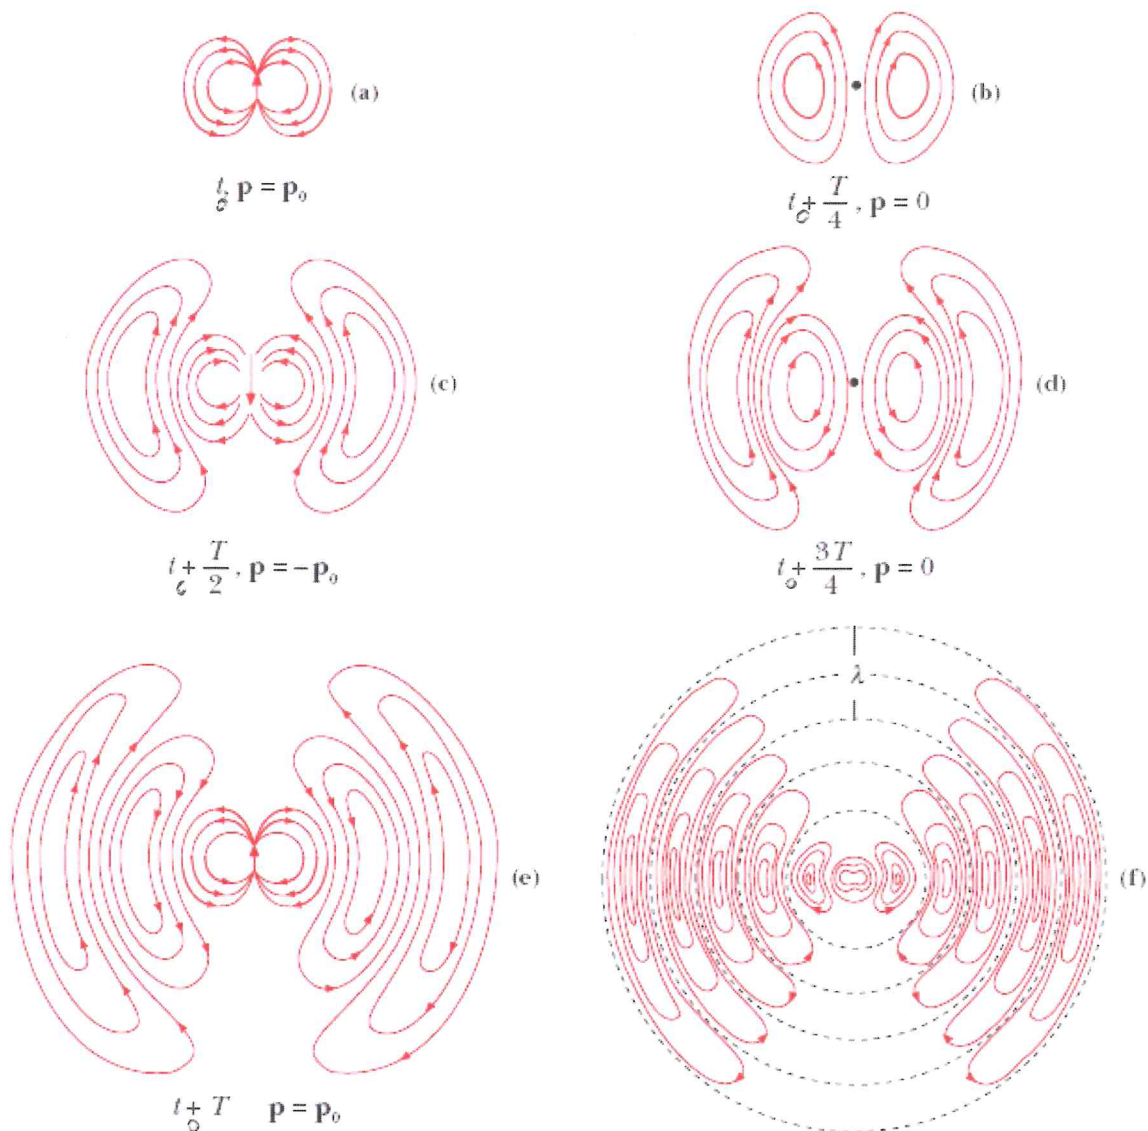 (a)
(b)
t₀, p = p₀
t₀ + T/4, p = 0
(c)
(d)
t₀ + T/2, p = −p₀
t₀ + 3T/4, p = 0
λ
(e)
(f)
t₀ + T p = p₀